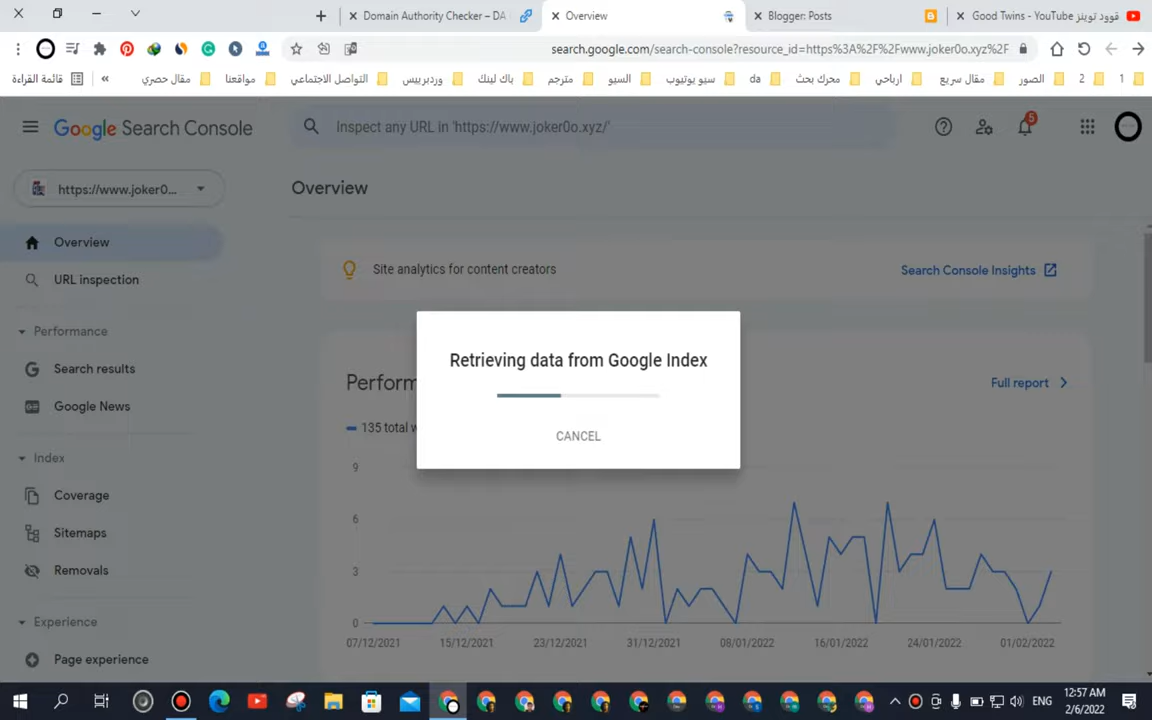 Domain Authority Checker – DA
Overview
Blogger: Posts
Good Twins - YouTube قوود توينز
search.google.com/search-console?resource_id=https%3A%2F%2Fwww.joker0o.xyz%2F
قائمة القراءة
«
مقال حصري
مواقعنا
التواصل الاجتماعي
وردبرييس
باك لينك
مترجم
السيو
سيو يوتيوب
da
محرك بحث
ارباحي
مقال سريع
الصور
2
1
Google Search Console
Inspect any URL in 'https://www.joker0o.xyz/'
5
https://www.joker0...
Overview
Overview
URL inspection
Performance
Search results
Google News
Index
Coverage
Sitemaps
Removals
Experience
Page experience
Site analytics for content creators
Search Console Insights
Perform
Full report
135 total w
Retrieving data from Google Index
CANCEL
9
6
3
0
07/12/2021 15/12/2021 23/12/2021 31/12/2021 08/01/2022 16/01/2022 24/01/2022 01/02/2022
ENG
12:57 AM
2/6/2022